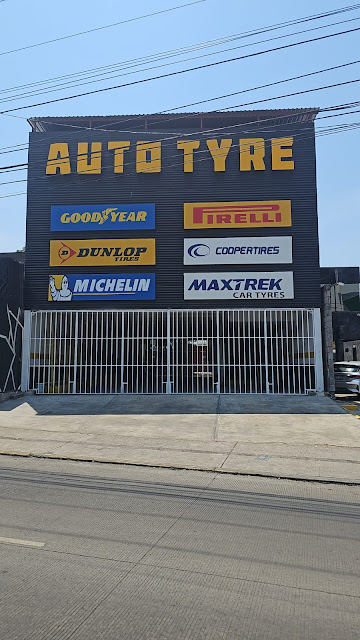 AUTO TYRE
GOODYEAR
PIRELLI
DUNLOP
TIRES
COOPERTIRES
MICHELIN
MAXTREK
CAR TYRES